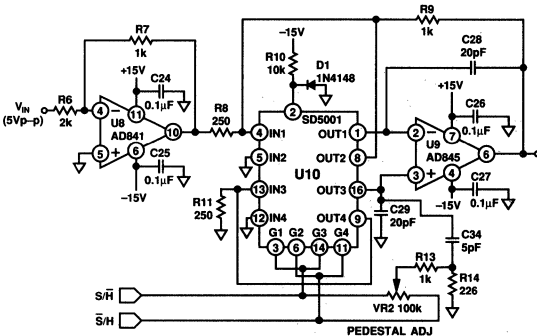 R7
1k
R9
1k
C28
20pF
-15V
R10
10k
D1
1N4148
+15V
C24
0.1µF
+15V
C26
0.1µF
VIN
(5Vp–p)
R6
2k
4
–
11
U8
AD841
10
5
+
6
R8
250
2
SD5001
4
IN1
OUT1
1
2
–
7
U9
AD845
6
5
IN2
OUT2
8
U10
C25
0.1µF
–15V
13
IN3
OUT3
16
3
+
4
C27
0.1µF
–15V
R11
250
12
IN4
OUT4
9
C29
20pF
G1
G2
G3
G4
3
6
14
11
C34
5pF
R13
1k
R14
226
S/H̅
S̅/H
VR2 100k
PEDESTAL ADJ